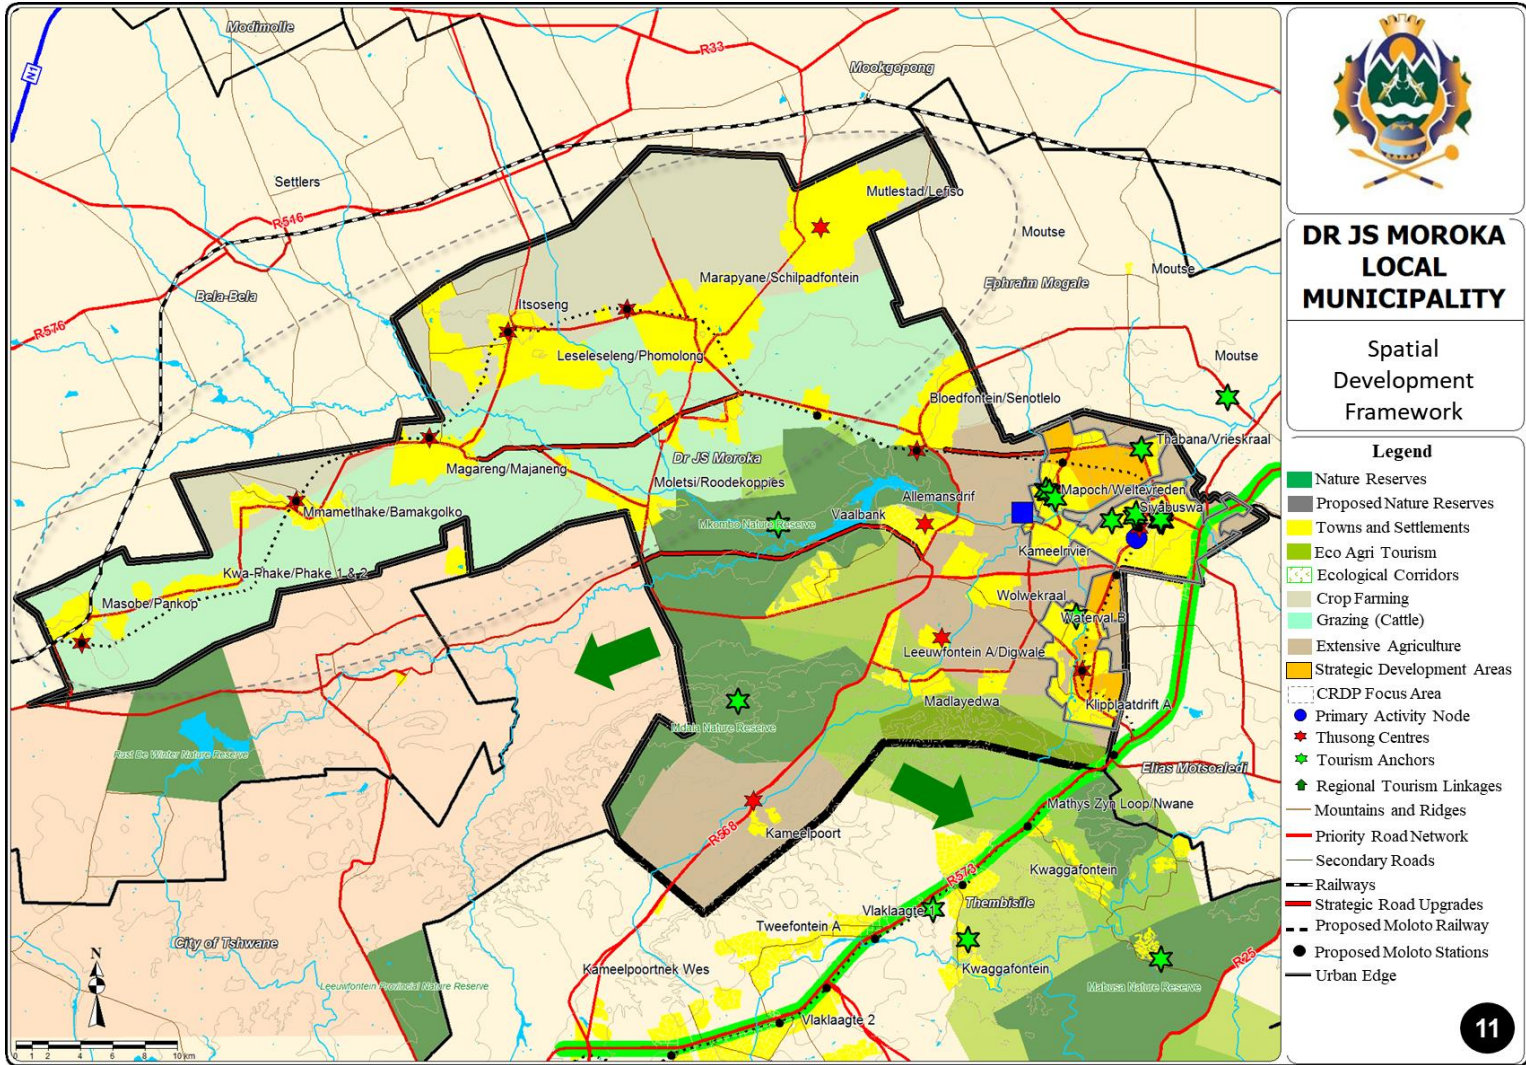 Modimolle
N1
R33
Mookgopong
Settlers
R516
Mutlestad/Lefiso
Moutse
Moutse
Ephraim Mogale
Marapyane/Schilpadfontein
Bela-Bela
Itsoseng
R576
Leseleseleng/Phomolong
Moutse
Bloedfontein/Senotlelo
Thabana/Vrieskraal
Dr JS Moroka
Magareng/Majaneng
Moletsi/Roodekoppies
Mapoch/Weltevreden
Allemansdrif
Siyabuswa
Mmametlhake/Bamakgolko
Vaalbank
Mkombo Nature Reserve
Kameelrivier
Kwa-Phake/Phake 1 & 2
Wolwekraal
Masobe/Pankop
Waterval B
Leeuwfontein A/Digwale
Madlayedwa
Klipplaatdrift A
Mdala Nature Reserve
Rust De Winter Nature Reserve
Elias Motsoaledi
Mathys Zyn Loop/Nwane
R568
Kameelpoort
Kwaggafontein
R573
Vlaklaagte 1
Thembisile
Tweefontein A
City of Tshwane
Kameelpoortnek Wes
Kwaggafontein
R25
Leeuwfontein Provincial Nature Reserve
Mabusa Nature Reserve
Vlaklaagte 2
N
0 1 2 4 6 8 10 km
DR JS MOROKA
LOCAL
MUNICIPALITY
Spatial
Development
Framework
Legend
Nature Reserves
Proposed Nature Reserves
Towns and Settlements
Eco Agri Tourism
Ecological Corridors
Crop Farming
Grazing (Cattle)
Extensive Agriculture
Strategic Development Areas
CRDP Focus Area
Primary Activity Node
Thusong Centres
Tourism Anchors
Regional Tourism Linkages
Mountains and Ridges
Priority Road Network
Secondary Roads
Railways
Strategic Road Upgrades
Proposed Moloto Railway
Proposed Moloto Stations
Urban Edge
11